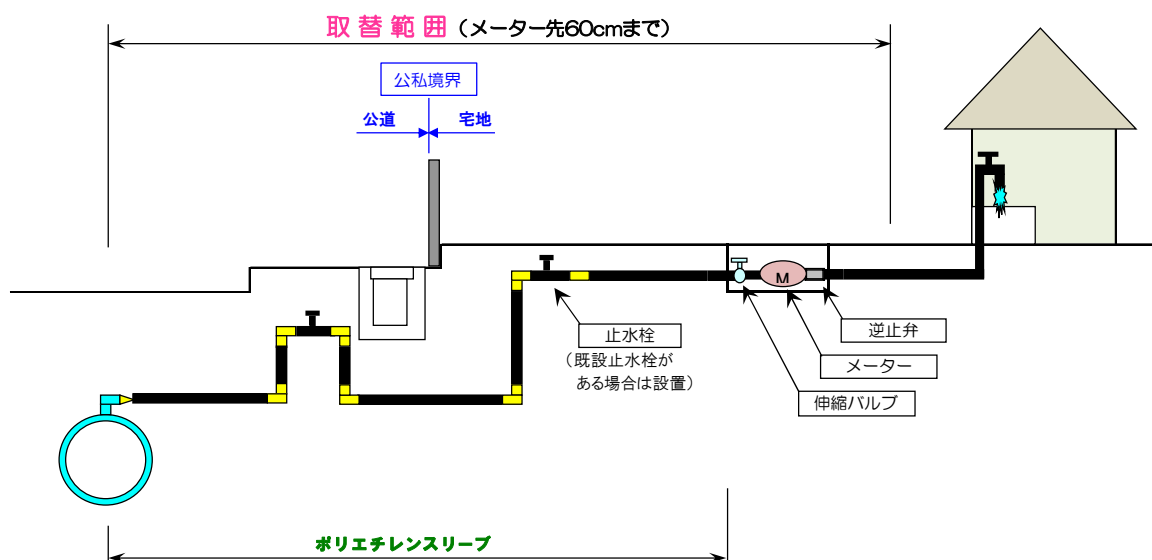 取替範囲（メーター先60cmまで）
公私境界
公道 宅地
M
止水栓
（既設止水栓が
ある場合は設置）
逆止弁
メーター
伸縮バルブ
ポリエチレンスリーブ